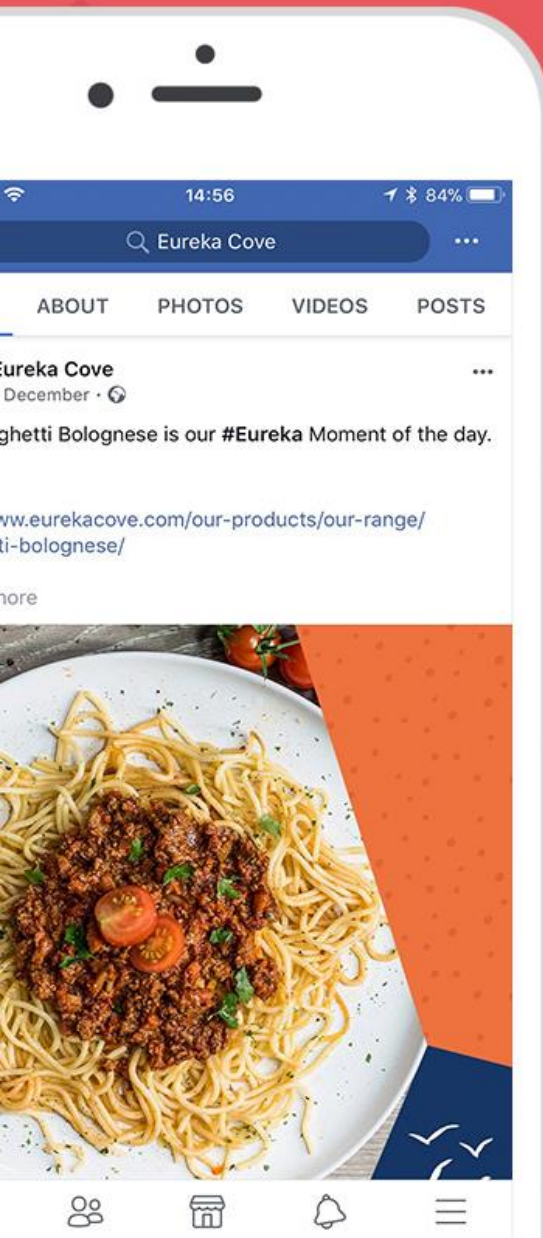 14:56 84%
Eureka Cove
ABOUT PHOTOS VIDEOS POSTS
Eureka Cove
December ·
ghetti Bolognese is our #Eureka Moment of the day.
ww.eurekacove.com/our-products/our-range/
ti-bolognese/
more